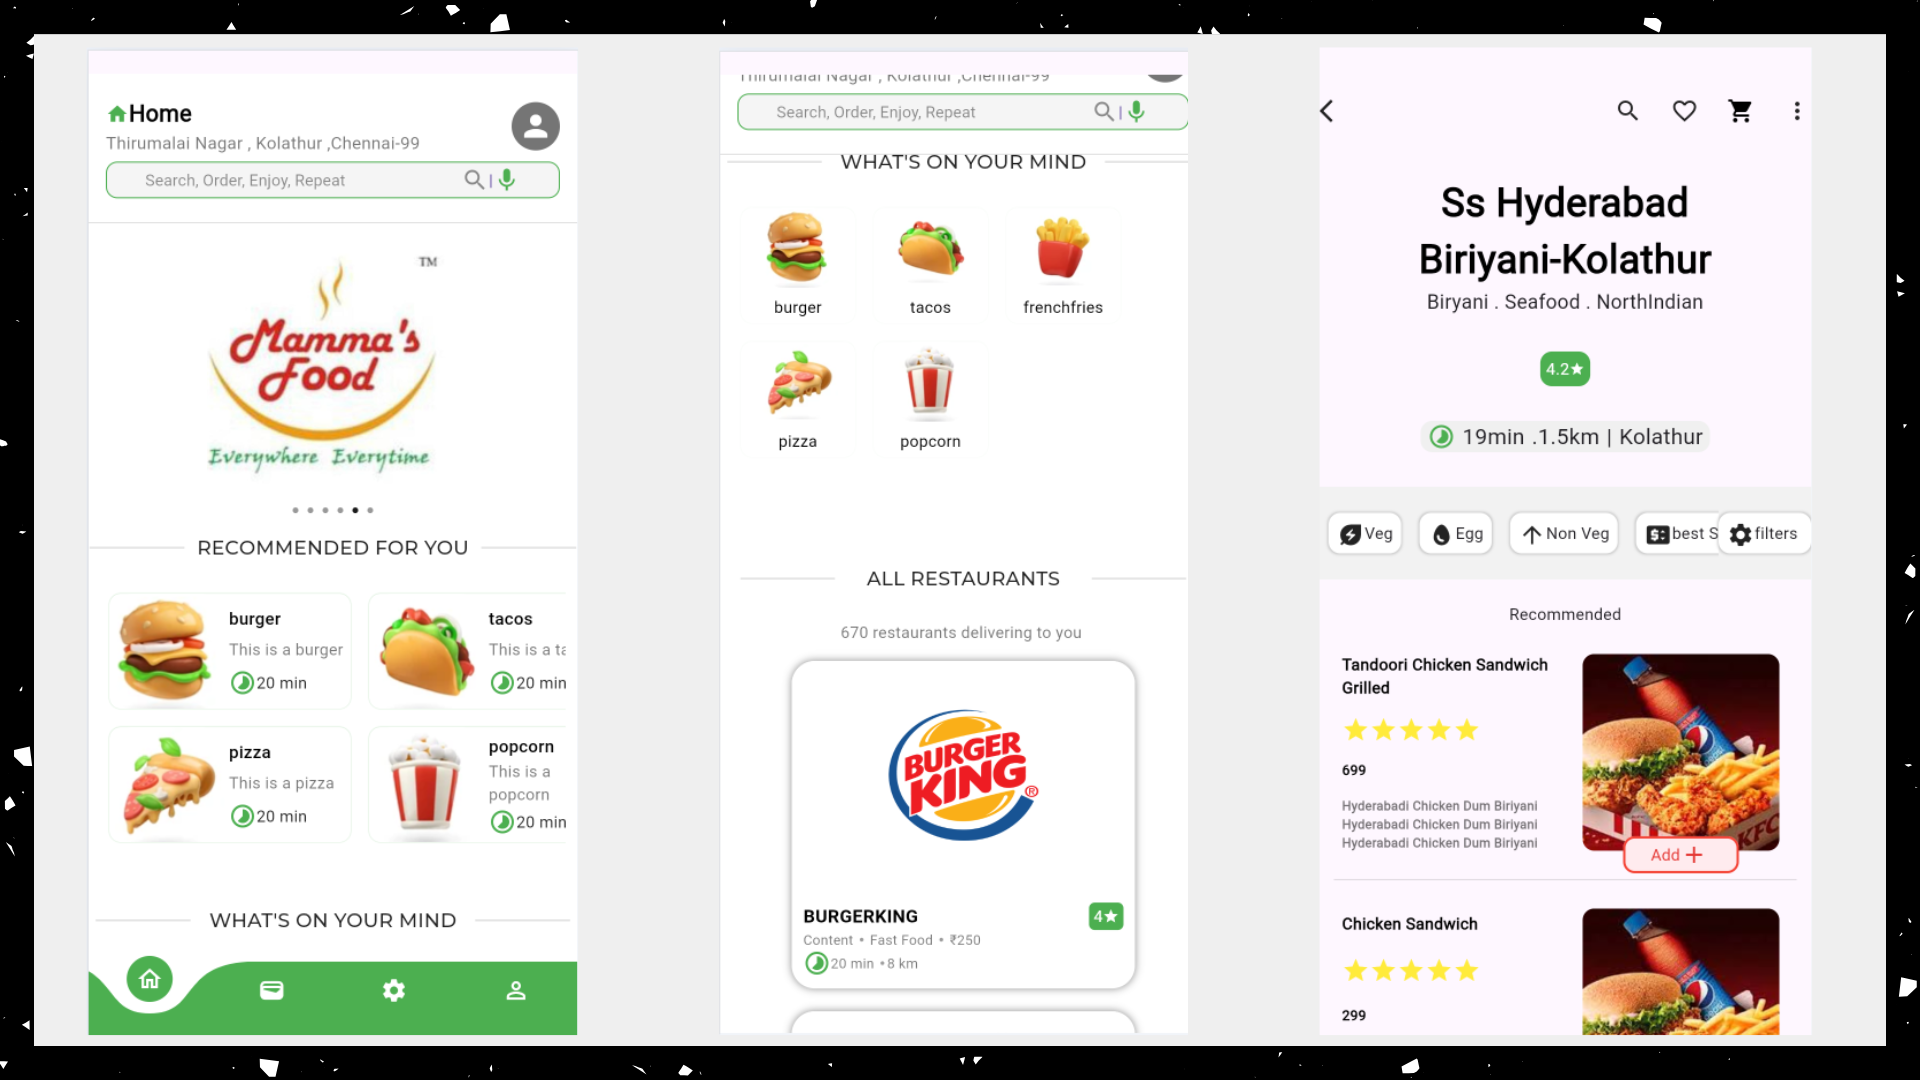 Home
Thirumalai Nagar , Kolathur ,Chennai-99
Search, Order, Enjoy, Repeat
TM
Mamma's
Food
Everywhere Everytime
RECOMMENDED FOR YOU
burger
This is a burger
20 min
tacos
This is a ta
20 min
pizza
This is a pizza
20 min
popcorn
This is a
popcorn
20 min
WHAT'S ON YOUR MIND
Thirumalai Nagar , Kolathur ,Chennai-99
Search, Order, Enjoy, Repeat
WHAT'S ON YOUR MIND
burger
tacos
frenchfries
pizza
popcorn
ALL RESTAURANTS
670 restaurants delivering to you
BURGER
KING®
BURGERKING
4★
Content • Fast Food • ₹250
20 min •8 km
Ss Hyderabad
Biriyani-Kolathur
Biryani . Seafood . NorthIndian
4.2★
19min .1.5km | Kolathur
Veg
Egg
Non Veg
best S
filters
Recommended
Tandoori Chicken Sandwich
Grilled
699
Hyderabadi Chicken Dum Biriyani
Hyderabadi Chicken Dum Biriyani
Hyderabadi Chicken Dum Biriyani
KFC
Add +
Chicken Sandwich
299